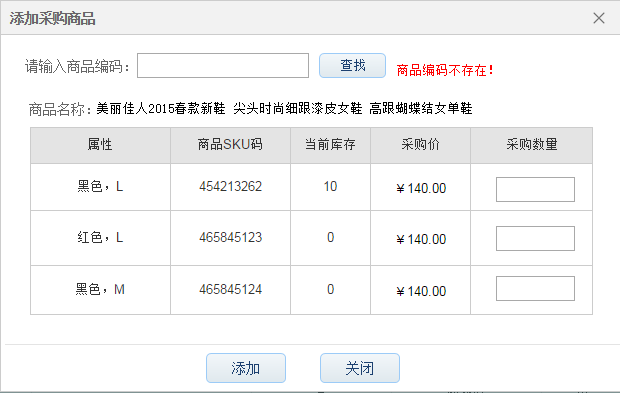 添加采购商品
请输入商品编码：
查找
商品编码不存在！
商品名称：美丽佳人2015春款新鞋 尖头时尚细跟漆皮女鞋 高跟蝴蝶结女单鞋
属性 商品SKU码 当前库存 采购价 采购数量
黑色，L 454213262 10 ￥140.00
红色，L 465845123 0 ￥140.00
黑色，M 465845124 0 ￥140.00
添加 关闭